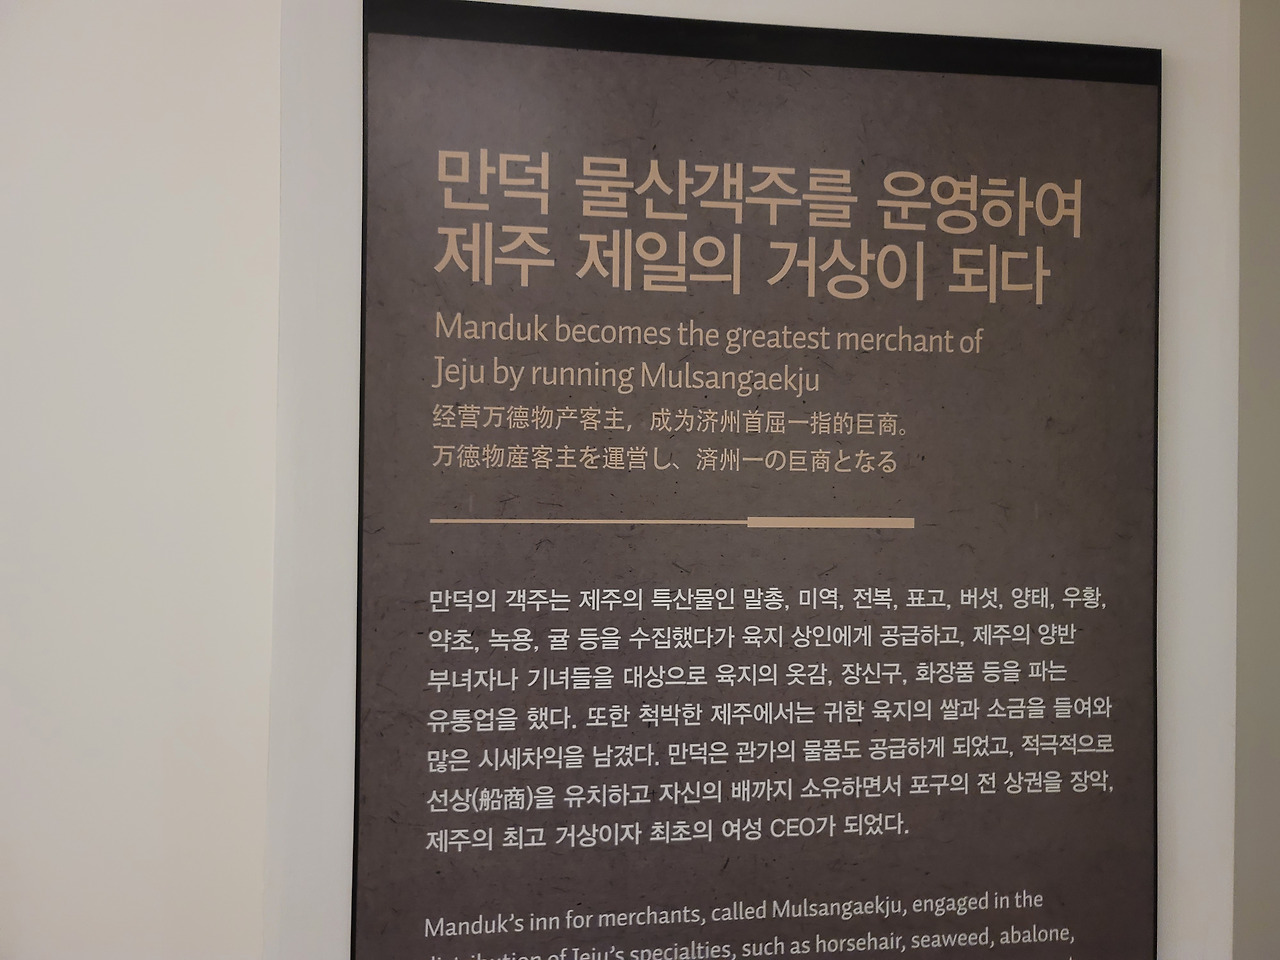 만덕 물산객주를 운영하여
제주 제일의 거상이 되다
Manduk becomes the greatest merchant of
Jeju by running Mulsangaekju
经营万德物产客主，成为济州首屈一指的巨商。
万徳物産客主を運営し、済州一の巨商となる
만덕의 객주는 제주의 특산물인 말총, 미역, 전복, 표고, 버섯, 양태, 우황,
약초, 녹용, 귤 등을 수집했다가 육지 상인에게 공급하고, 제주의 양반
부녀자나 기녀들을 대상으로 육지의 옷감, 장신구, 화장품 등을 파는
유통업을 했다. 또한 척박한 제주에서는 귀한 육지의 쌀과 소금을 들여와
많은 시세차익을 남겼다. 만덕은 관가의 물품도 공급하게 되었고, 적극적으로
선상(船商)을 유치하고 자신의 배까지 소유하면서 포구의 전 상권을 장악,
제주의 최고 거상이자 최초의 여성 CEO가 되었다.
Manduk's inn for merchants, called Mulsangaekju, engaged in the
distribution of Jeju's specialties, such as horsehair, seaweed, abalone,